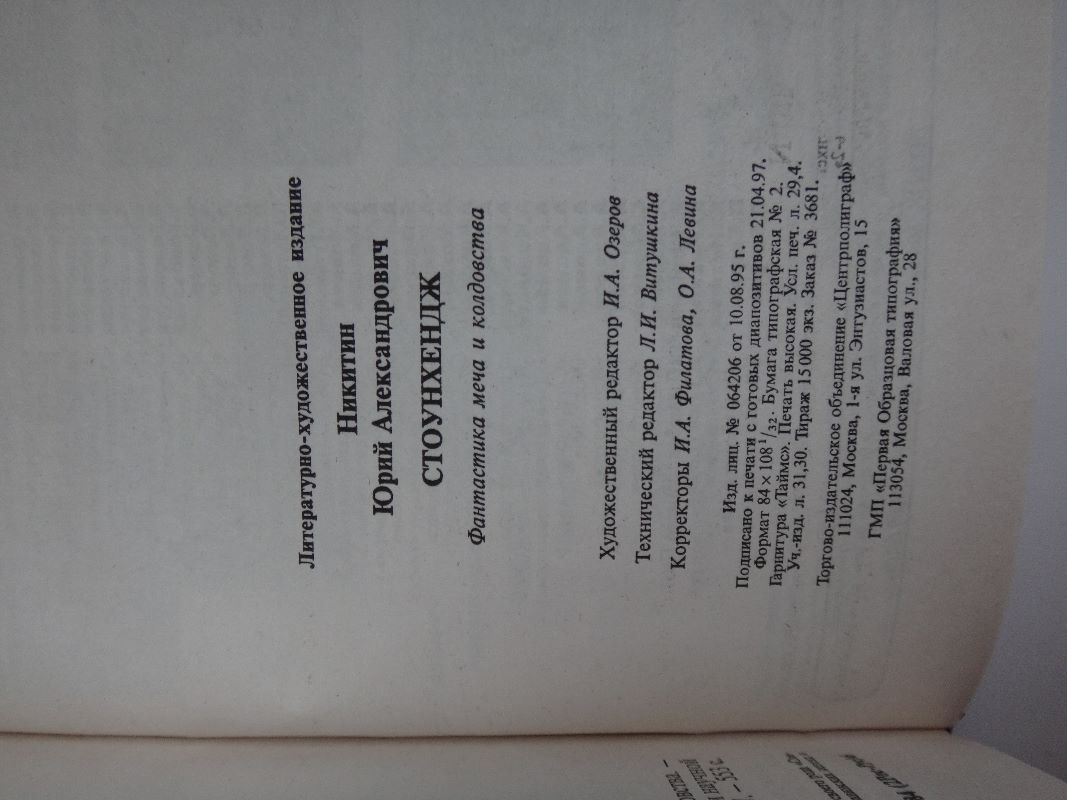 Литературно-художественное издание
Никитин
Юрий Александрович
СТОУНХЕНДЖ
Фантастика меча и колдовства
Художественный редактор И.А. Озеров
Технический редактор Л.И. Витушкина
Корректоры И.А. Филатова, О.А. Левина
Изд. лиц. № 064206 от 10.08.95 г.
Подписано к печати с готовых диапозитивов 21.04.97.
Формат 84×108 1/32. Бумага типографская № 2.
Гарнитура «Таймс». Печать высокая. Усл. печ. л. 29,4.
Уч.-изд. л. 31,30. Тираж 15 000 экз. Заказ № 3681.
Торгово-издательское объединение «Центрполиграф»
111024, Москва, 1-я ул. Энтузиастов, 15
ГМП «Первая Образцовая типография»
113054, Москва, Валовая ул., 28
– 553 с